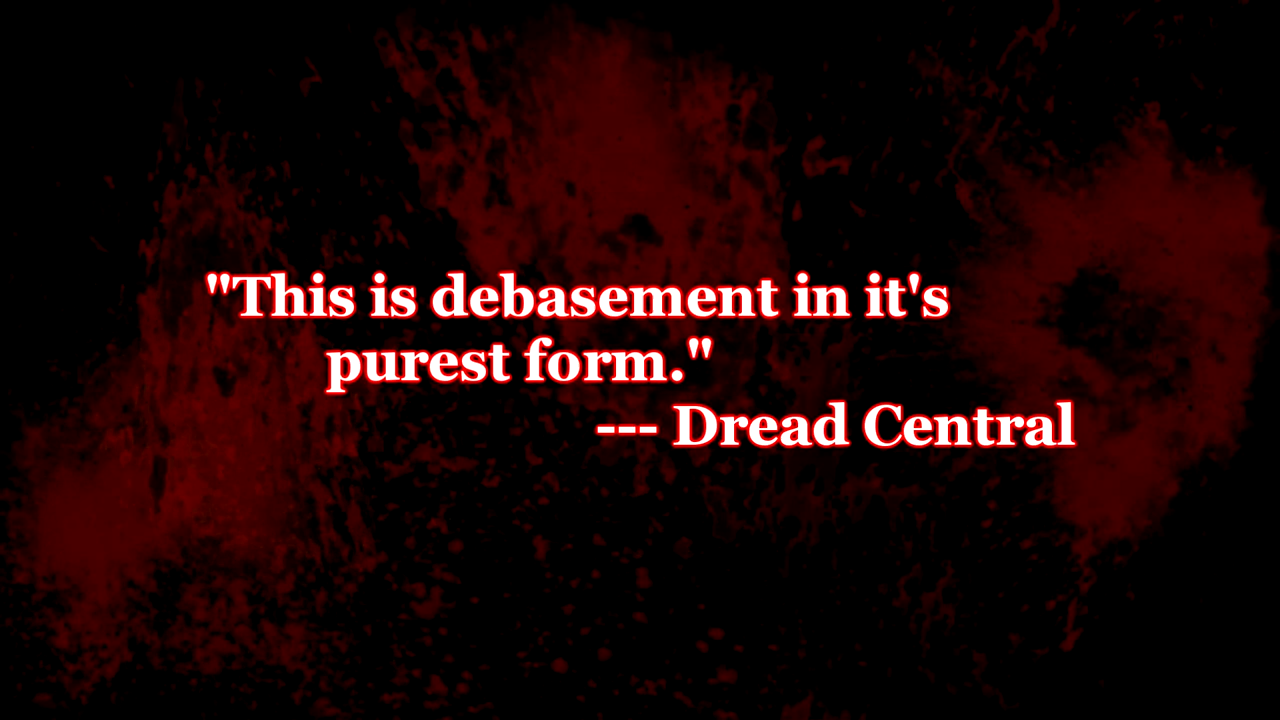 "This is debasement in it's
purest form."
--- Dread Central